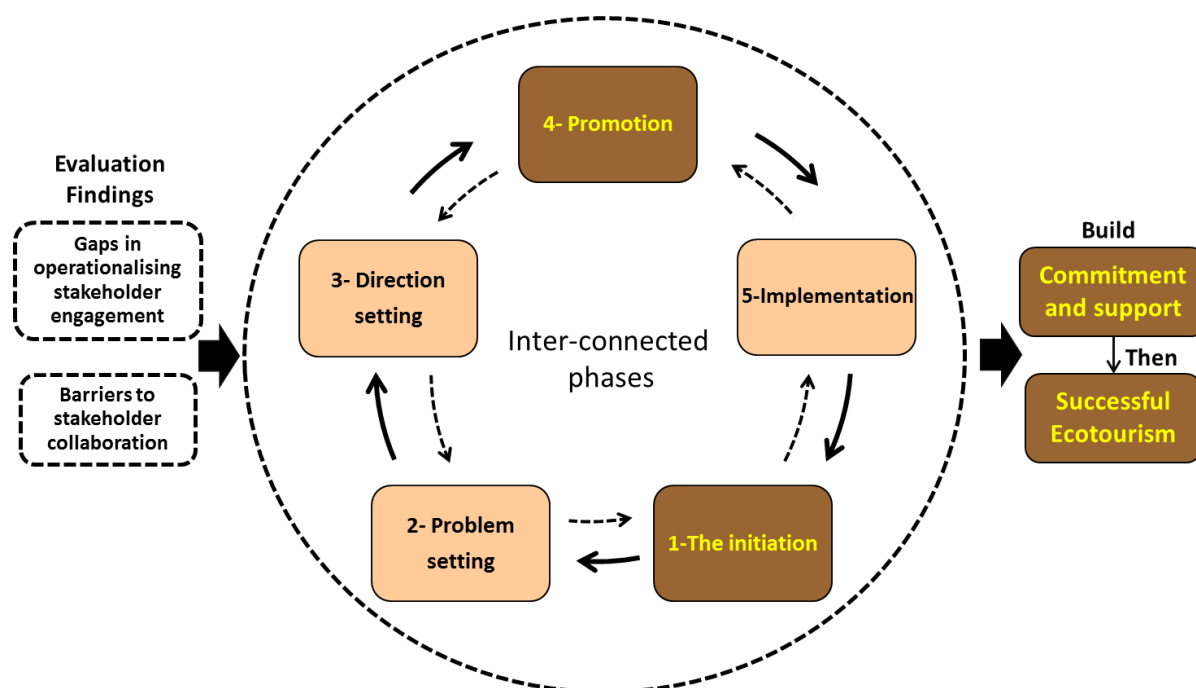 Evaluation
Findings
Gaps in
operationalising
stakeholder
engagement
Barriers to
stakeholder
collaboration
4- Promotion
3- Direction
setting
5-Implementation
Inter-connected
phases
2- Problem
setting
1-The initiation
Build
Commitment
and support
Then
Successful
Ecotourism